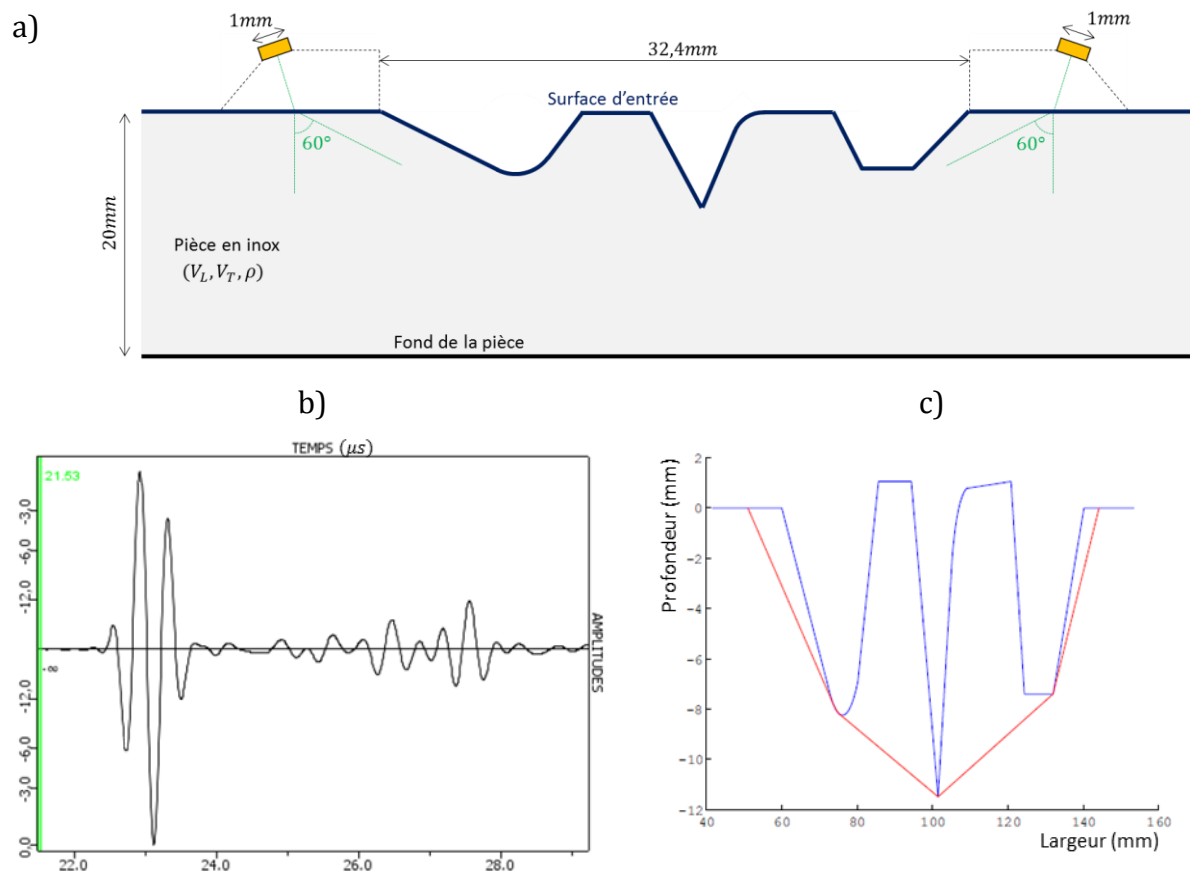 a)
1mm
1mm
32,4mm
Surface d'entrée
60°
60°
20mm
Pièce en inox
(V_L, V_T, ρ)
Fond de la pièce
b)
c)
TEMPS (μs)
21.53
-3.0
-6.0
-12.0
-∞
-12.0
-6.0
-3.0
0.0
AMPLITUDES
22.0 24.0 26.0 28.0
Profondeur (mm)
2
0
−2
−4
−6
−8
−10
−12
40 60 80 100 120 140 160
Largeur (mm)